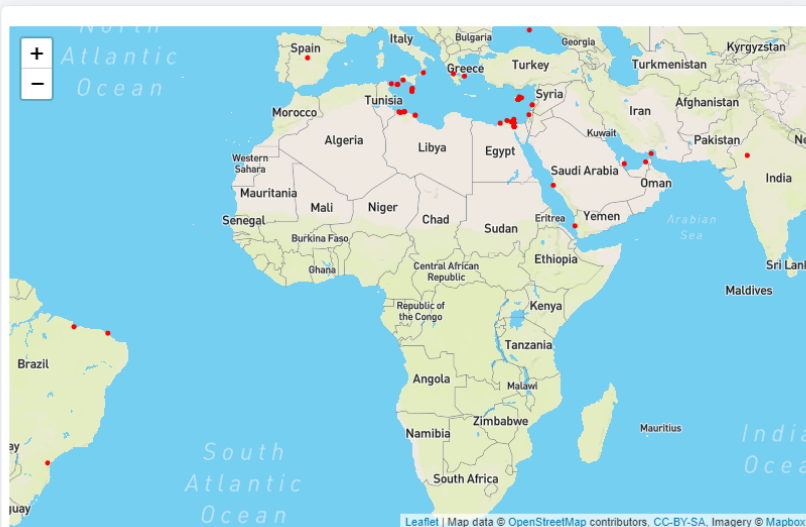 North
Atlantic
Ocean
+
−
Spain
Italy
Bulgaria
Georgia
Kyrgyzstan
Greece
Turkey
Turkmenistan
Syria
Tunisia
Morocco
Iran
Afghanistan
Kuwait
Pakistan
Algeria
Libya
Egypt
Western
Sahara
Saudi Arabia
India
Oman
Mauritania
Mali
Niger
Chad
Sudan
Eritrea
Yemen
Arabian
Sea
Senegal
Burkina Faso
Ghana
Central African
Republic
Ethiopia
Sri Lank
Maldives
Republic of
the Congo
Kenya
Tanzania
Brazil
Angola
Malawi
Zimbabwe
Namibia
Mauritius
South
Atlantic
Ocean
India
Ocea
South Africa
ay
guay
Leaflet | Map data © OpenStreetMap contributors, CC-BY-SA, Imagery © Mapbox